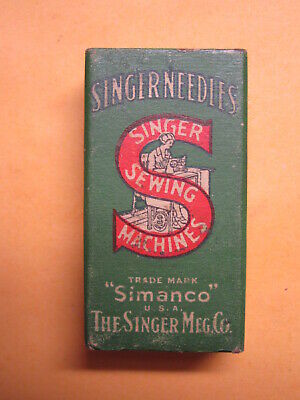 SINGER NEEDLES
SINGER
SEWING
MACHINES
TRADE MARK
"Simanco"
U.S.A.
THE SINGER MFG. CO.